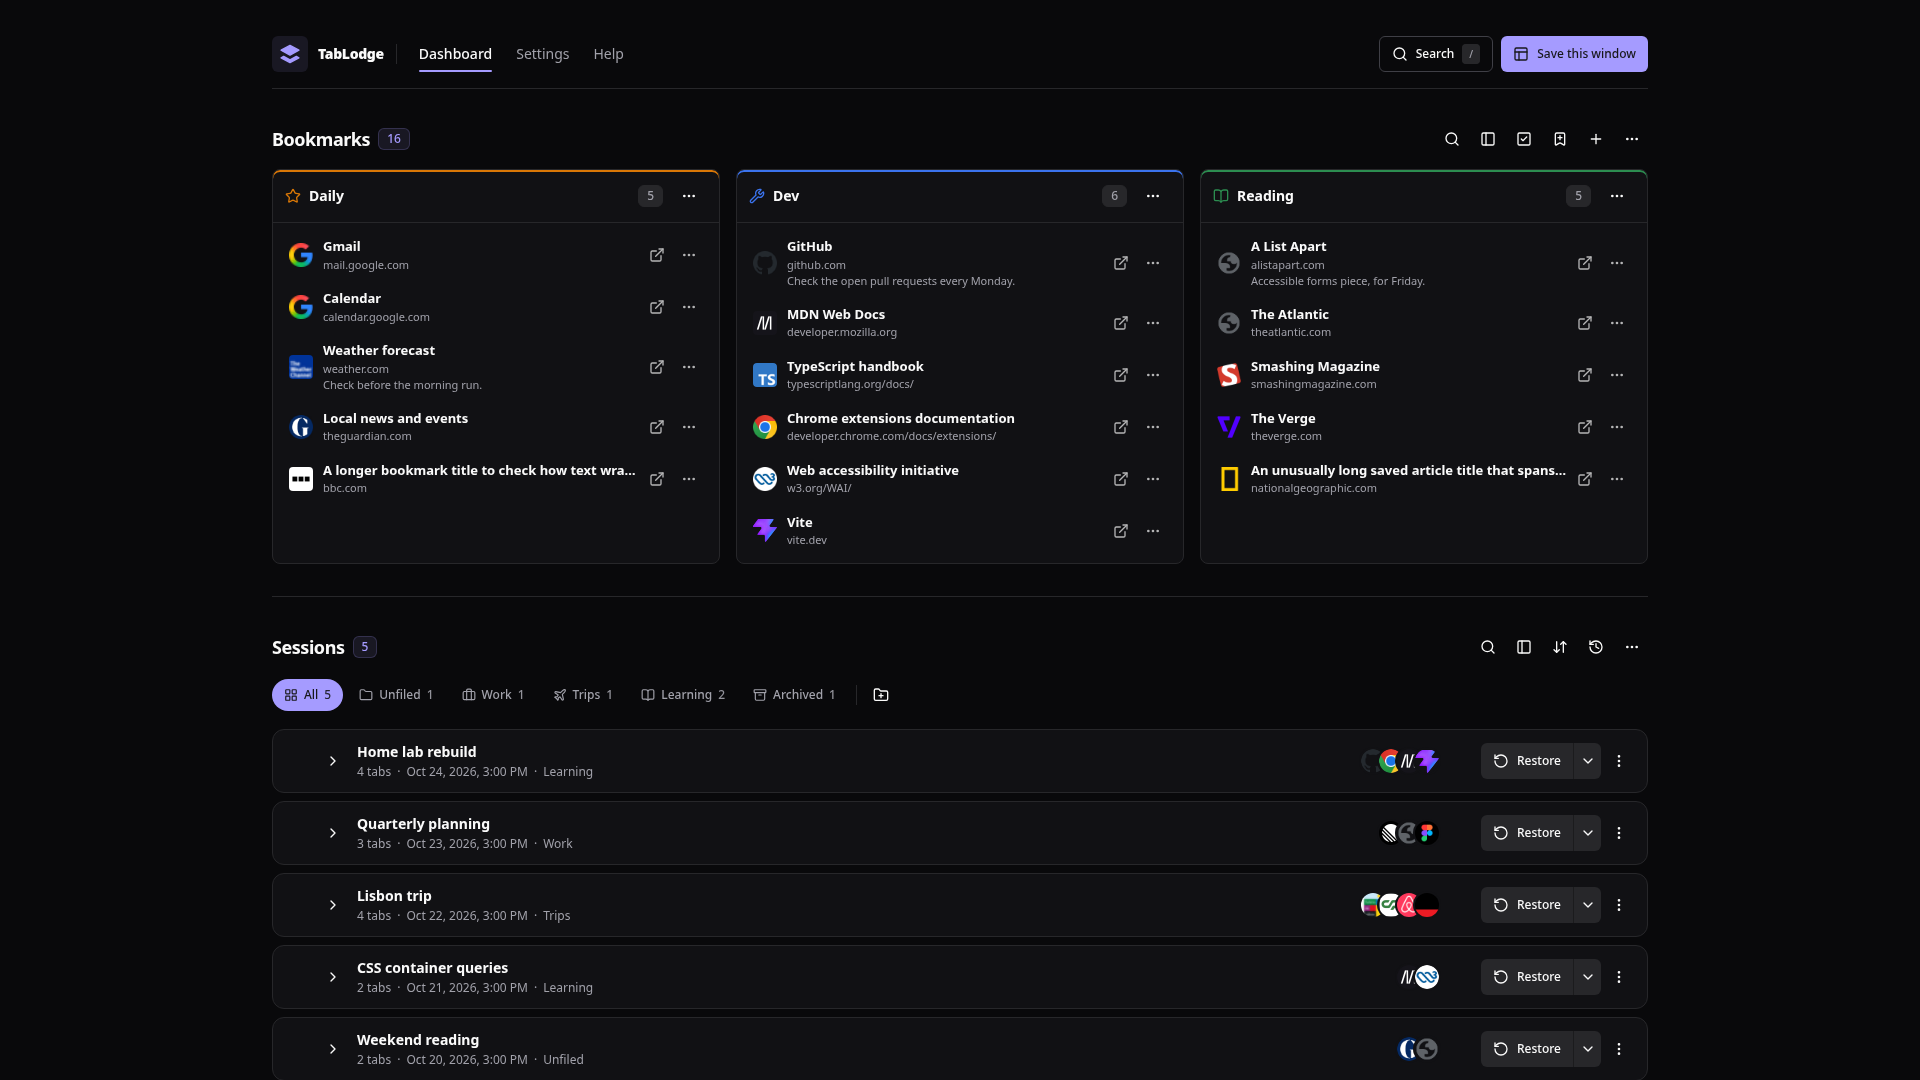 TabLodge
Dashboard
Settings
Help
Search /
Save this window
Bookmarks 16
Daily 5
Gmail
mail.google.com
Calendar
calendar.google.com
Weather forecast
weather.com
Check before the morning run.
Local news and events
theguardian.com
A longer bookmark title to check how text wra...
bbc.com
Dev 6
GitHub
github.com
Check the open pull requests every Monday.
MDN Web Docs
developer.mozilla.org
TypeScript handbook
typescriptlang.org/docs/
Chrome extensions documentation
developer.chrome.com/docs/extensions/
Web accessibility initiative
w3.org/WAI/
Vite
vite.dev
Reading 5
A List Apart
alistapart.com
Accessible forms piece, for Friday.
The Atlantic
theatlantic.com
Smashing Magazine
smashingmagazine.com
The Verge
theverge.com
An unusually long saved article title that spans...
nationalgeographic.com
Sessions 5
All 5
Unfiled 1
Work 1
Trips 1
Learning 2
Archived 1
Home lab rebuild
4 tabs · Oct 24, 2026, 3:00 PM · Learning
Restore
Quarterly planning
3 tabs · Oct 23, 2026, 3:00 PM · Work
Restore
Lisbon trip
4 tabs · Oct 22, 2026, 3:00 PM · Trips
Restore
CSS container queries
2 tabs · Oct 21, 2026, 3:00 PM · Learning
Restore
Weekend reading
2 tabs · Oct 20, 2026, 3:00 PM · Unfiled
Restore